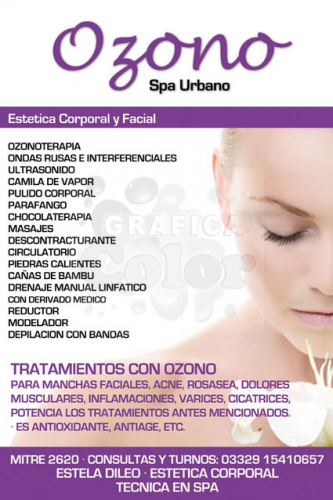 Ozono
Spa Urbano
Estetica Corporal y Facial
OZONOTERAPIA
ONDAS RUSAS E INTERFERENCIALES
ULTRASONIDO
CAMILA DE VAPOR
PULIDO CORPORAL
PARAFANGO
CHOCOLATERAPIA
MASAJES
DESCONTRACTURANTE
CIRCULATORIO
PIEDRAS CALIENTES
CAÑAS DE BAMBU
DRENAJE MANUAL LINFATICO
CON DERIVADO MEDICO
REDUCTOR
MODELADOR
DEPILACION CON BANDAS
GRAFICA
Color
TRATAMIENTOS CON OZONO
PARA MANCHAS FACIALES, ACNE, ROSASEA, DOLORES
MUSCULARES, INFLAMACIONES, VARICES, CICATRICES,
POTENCIA LOS TRATAMIENTOS ANTES MENCIONADOS.
· ES ANTIOXIDANTE, ANTIAGE, ETC.
MITRE 2620 · CONSULTAS Y TURNOS: 03329 15410657
ESTELA DILEO · ESTETICA CORPORAL
TECNICA EN SPA